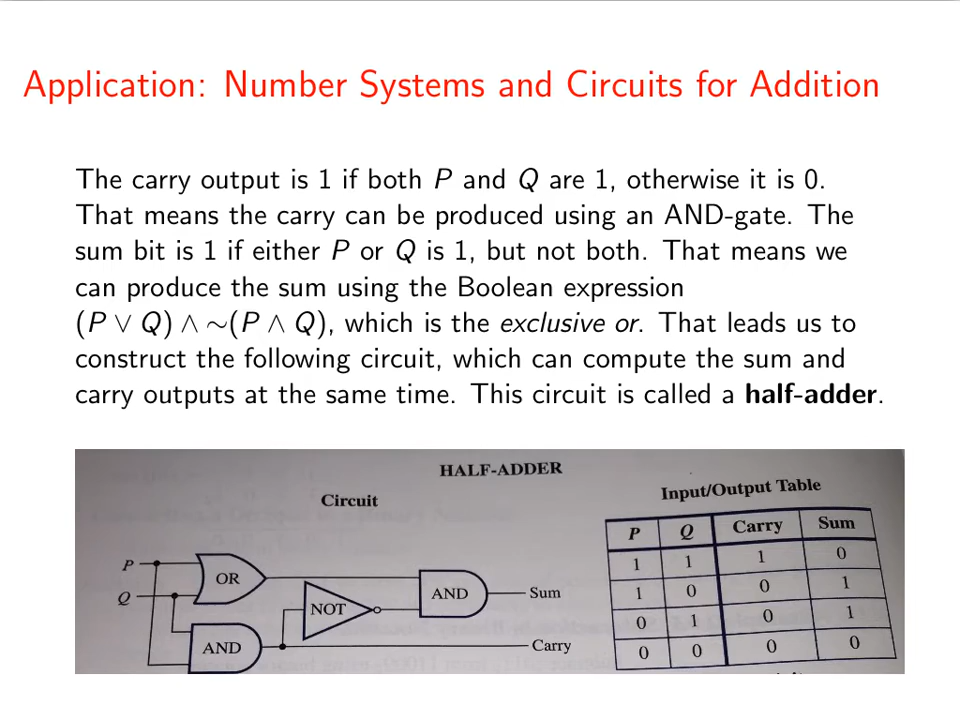 Application: Number Systems and Circuits for Addition
The carry output is 1 if both P and Q are 1, otherwise it is 0.
That means the carry can be produced using an AND-gate. The
sum bit is 1 if either P or Q is 1, but not both. That means we
can produce the sum using the Boolean expression
(P ∨ Q) ∧ ∼(P ∧ Q), which is the exclusive or. That leads us to
construct the following circuit, which can compute the sum and
carry outputs at the same time. This circuit is called a half-adder.
HALF-ADDER
Circuit
P
Q
OR
NOT
AND
Sum
AND
Carry
Input/Output Table
P Q Carry Sum
1 1 1 0
1 0 0 1
0 1 0 1
0 0 0 0